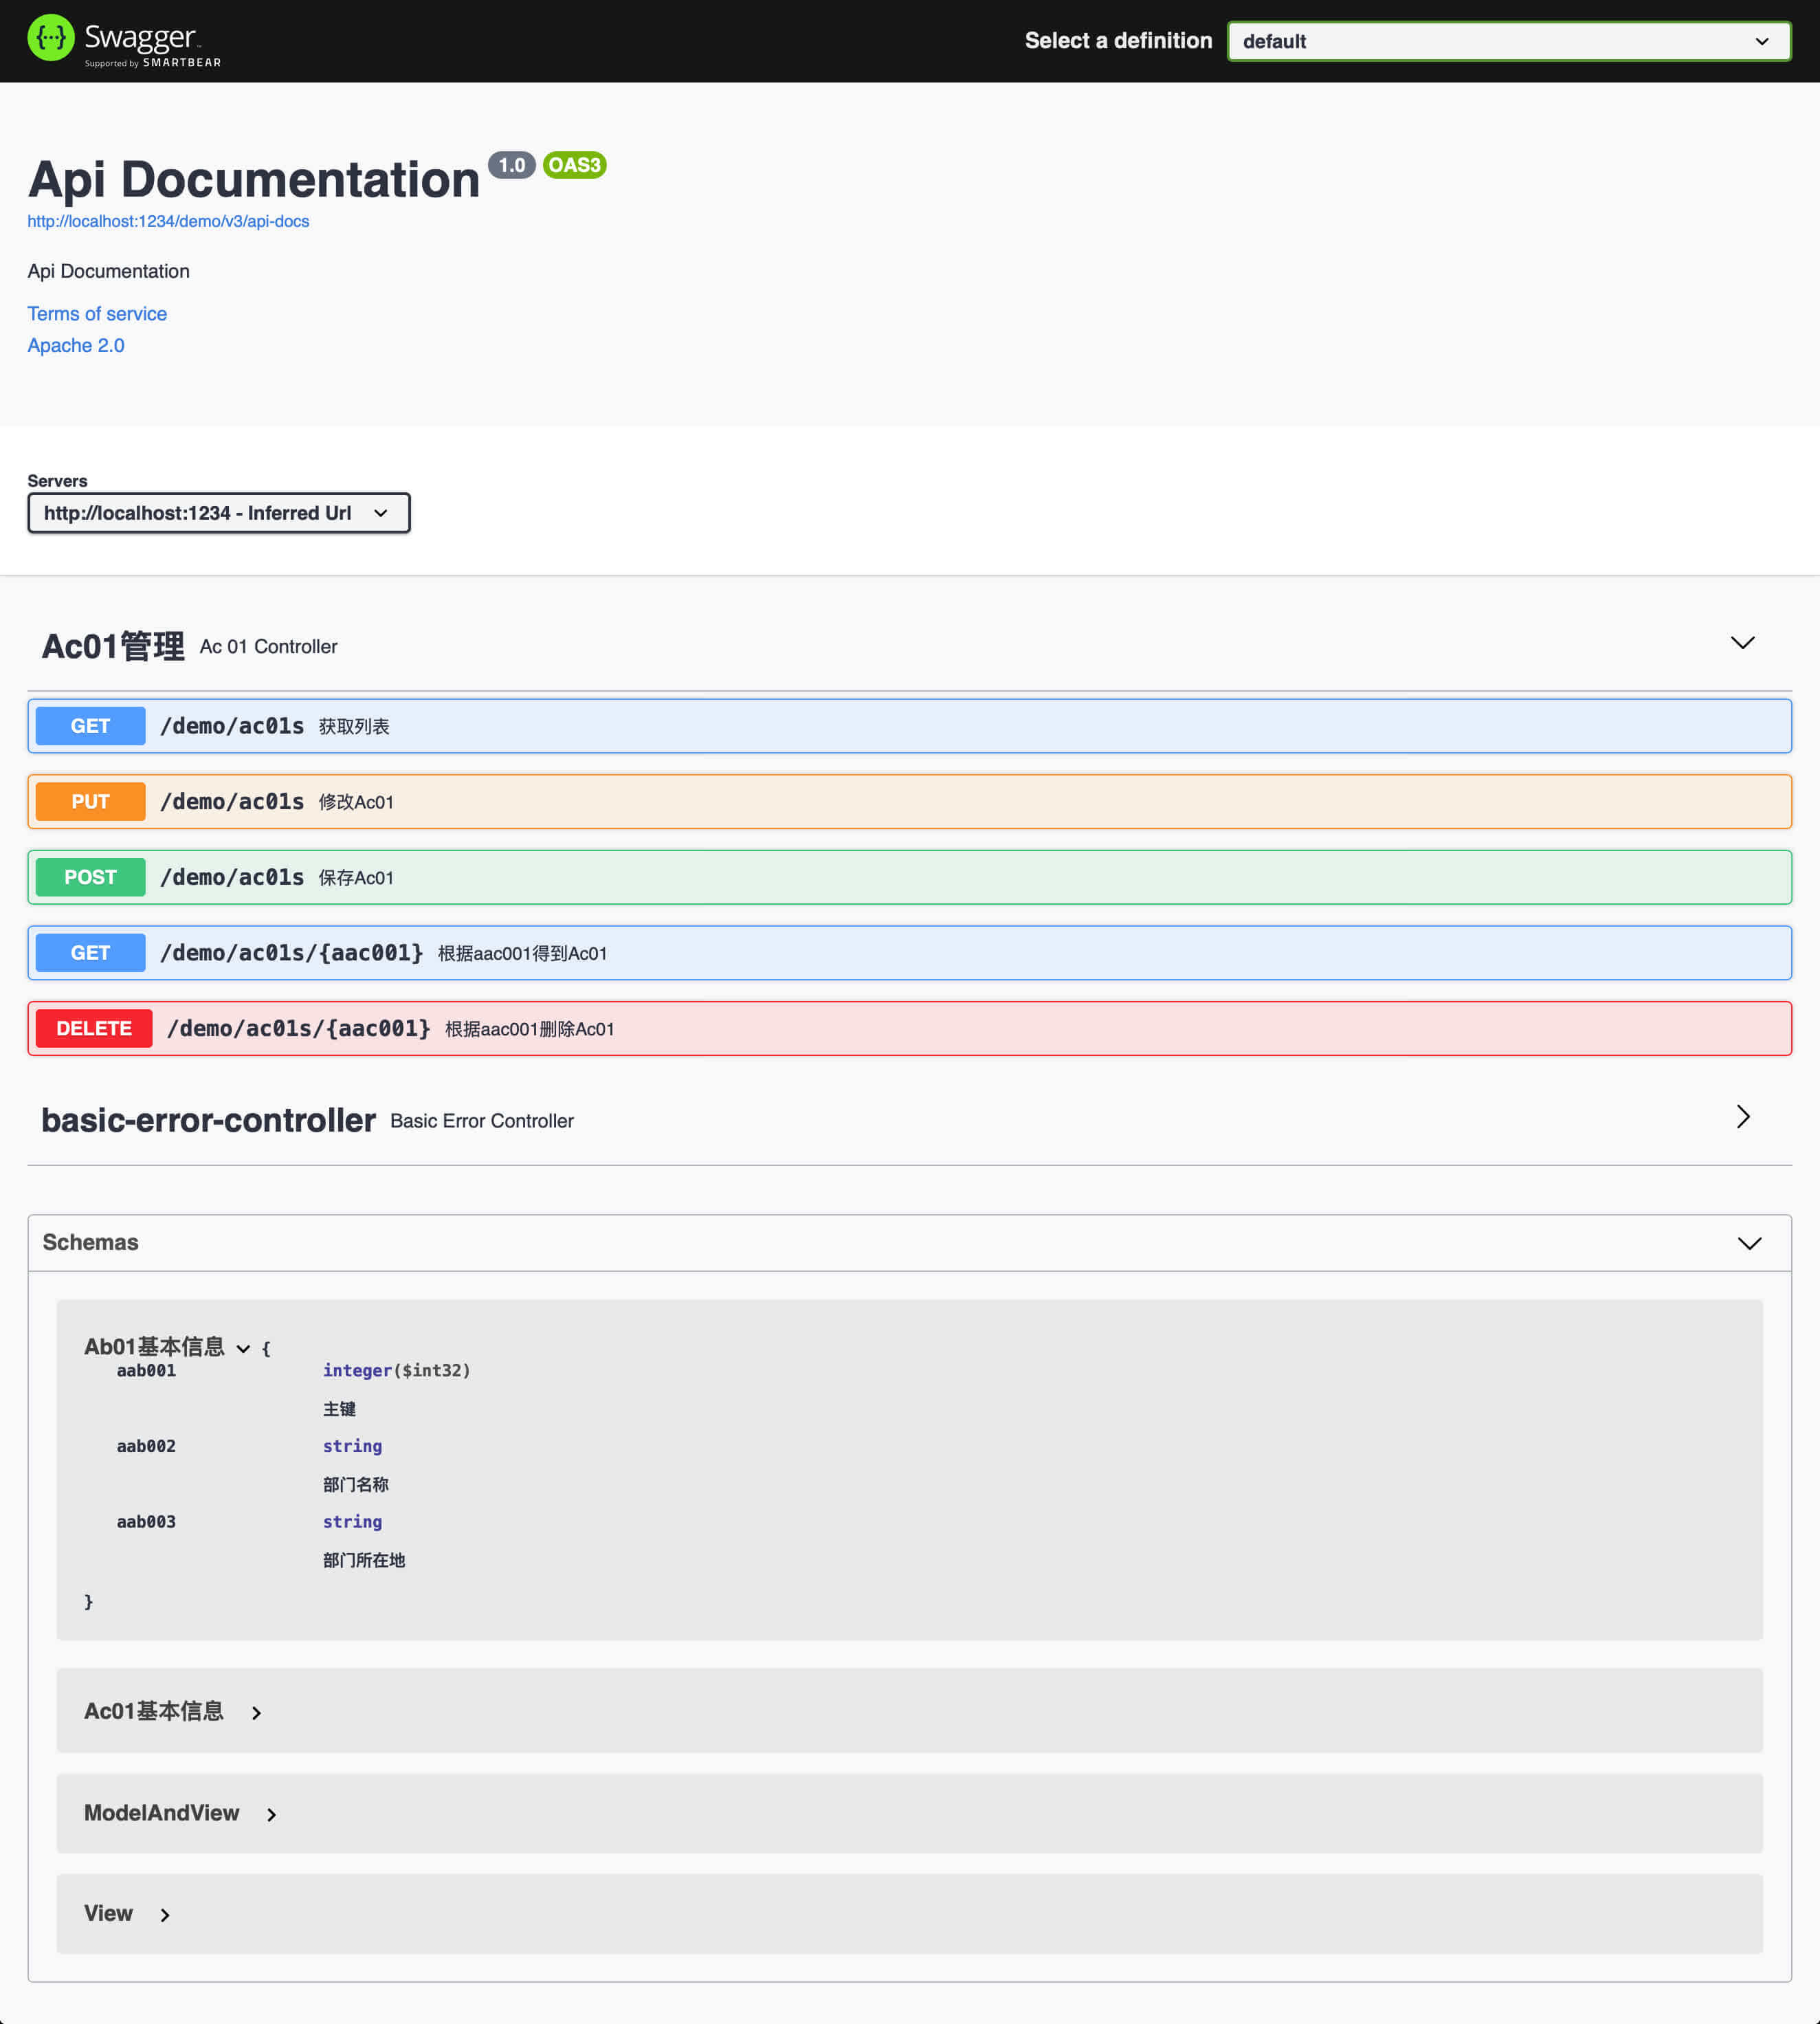 {···} Swagger™
Supported by SMARTBEAR
Select a definition
default
Api Documentation 1.0 OAS3
http://localhost:1234/demo/v3/api-docs
Api Documentation
Terms of service
Apache 2.0
Servers
http://localhost:1234 - Inferred Url
Ac01管理 Ac 01 Controller
GET /demo/ac01s 获取列表
PUT /demo/ac01s 修改Ac01
POST /demo/ac01s 保存Ac01
GET /demo/ac01s/{aac001} 根据aac001得到Ac01
DELETE /demo/ac01s/{aac001} 根据aac001删除Ac01
basic-error-controller Basic Error Controller
Schemas
Ab01基本信息 {
aab001 integer($int32)
主键
aab002 string
部门名称
aab003 string
部门所在地
}
Ac01基本信息
ModelAndView
View